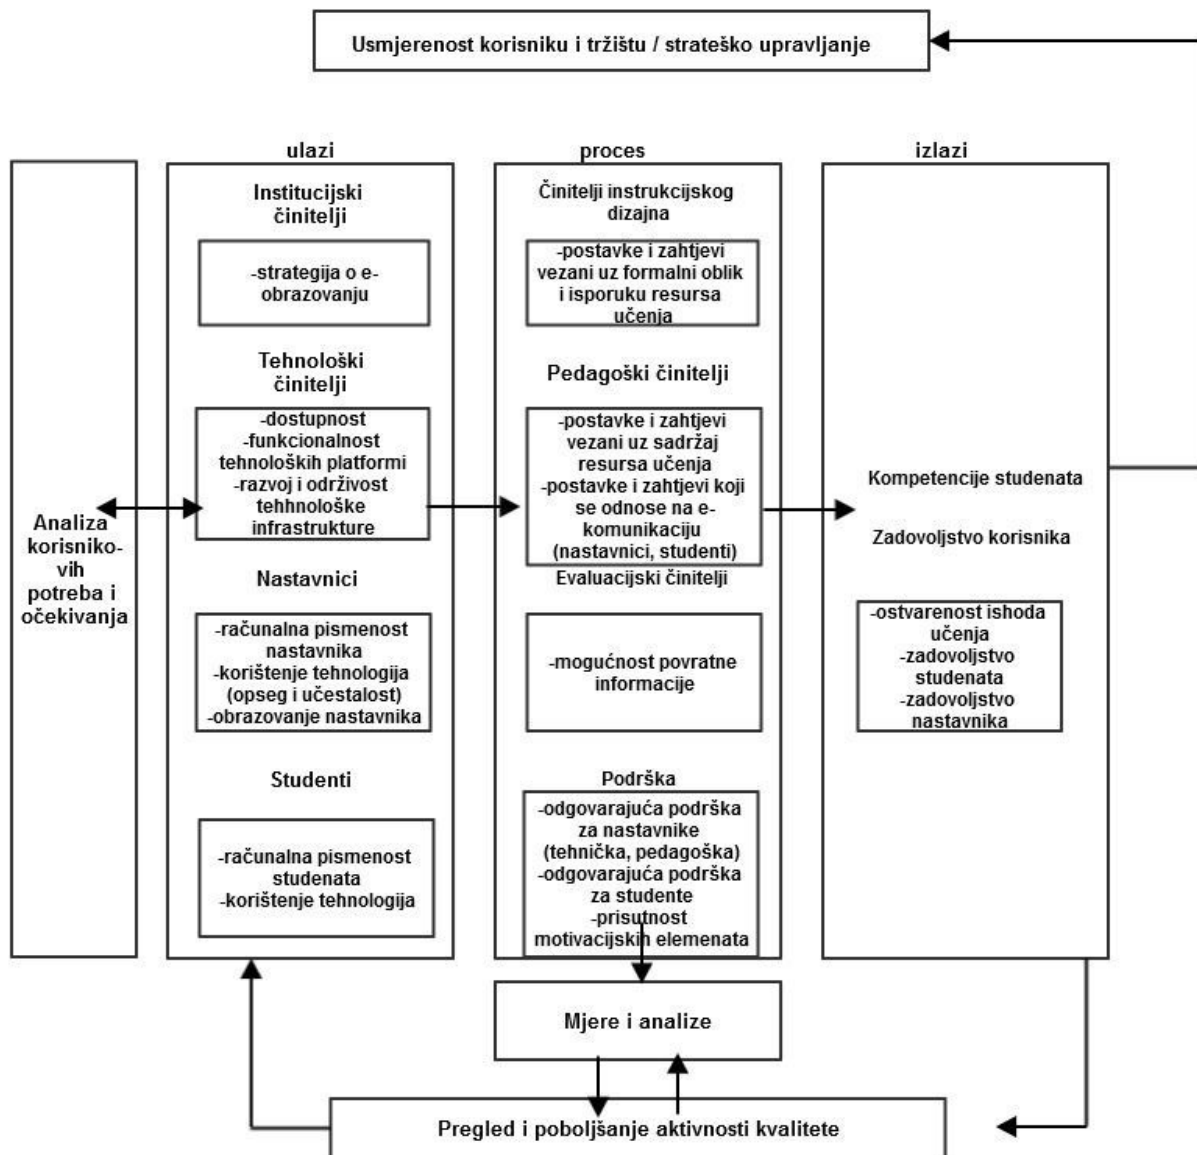 Usmjerenost korisniku i tržištu / strateško upravljanje
ulazi
proces
izlazi
Analiza
korisniko-
vih
potreba i
očekivanja
Institucijski
činitelji
-strategija o e-
obrazovanju
Tehnološki
činitelji
-dostupnost
-funkcionalnost
tehnoloških platformi
-razvoj i održivost
tehhnološke
infrastrukture
Nastavnici
-računalna pismenost
nastavnika
-korištenje tehnologija
(opseg i učestalost)
-obrazovanje nastavnika
Studenti
-računalna pismenost
studenata
-korištenje tehnologija
Činitelji instrukcijskog
dizajna
-postavke i zahtjevi
vezani uz formalni oblik
i isporuku resursa
učenja
Pedagoški činitelji
-postavke i zahtjevi
vezani uz sadržaj
resursa učenja
-postavke i zahtjevi koji
se odnose na e-
komunikaciju
(nastavnici, studenti)
Evaluacijski činitelji
-mogućnost povratne
informacije
Podrška
-odgovarajuća podrška
za nastavnike
(tehnička, pedagoška)
-odgovarajuća podrška
za studente
-prisutnost
motivacijskih elemenata
Kompetencije studenata
Zadovoljstvo korisnika
-ostvarenost ishoda
učenja
-zadovoljstvo
studenata
-zadovoljstvo
nastavnika
Mjere i analize
Pregled i poboljšanje aktivnosti kvalitete